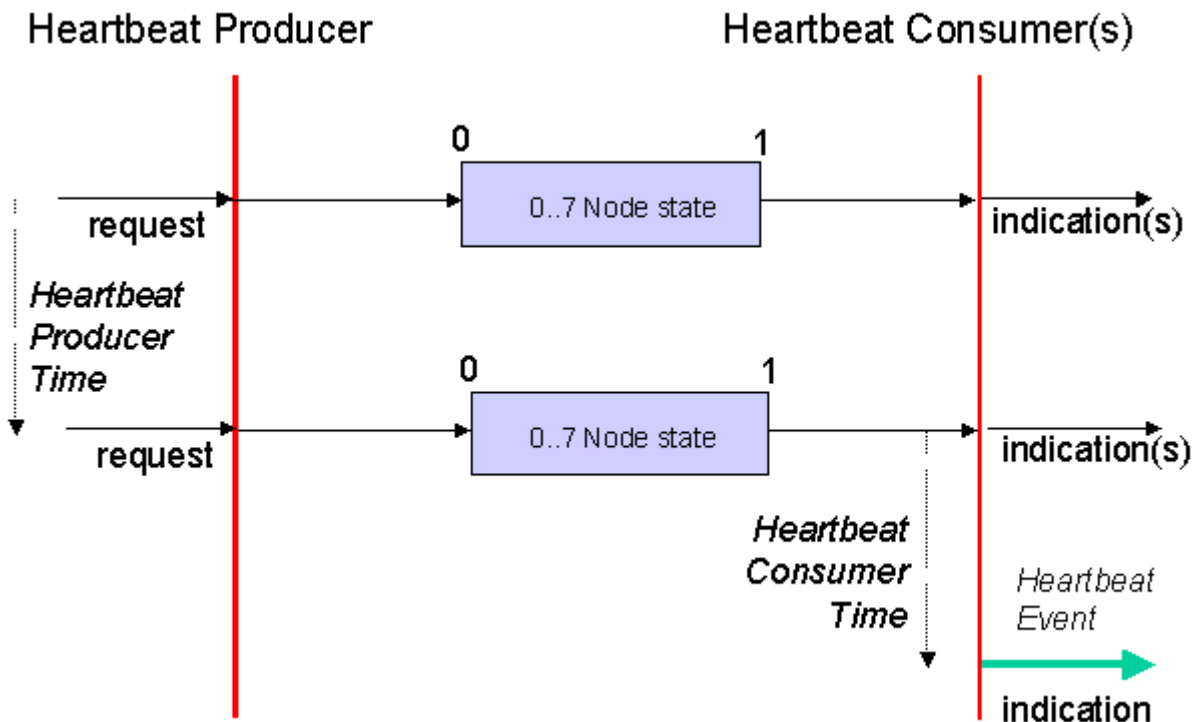 Heartbeat Producer
Heartbeat Consumer(s)
0 1
0..7 Node state
request
indication(s)
Heartbeat
Producer
Time
0 1
0..7 Node state
request
indication(s)
Heartbeat
Consumer
Time
Heartbeat
Event
indication